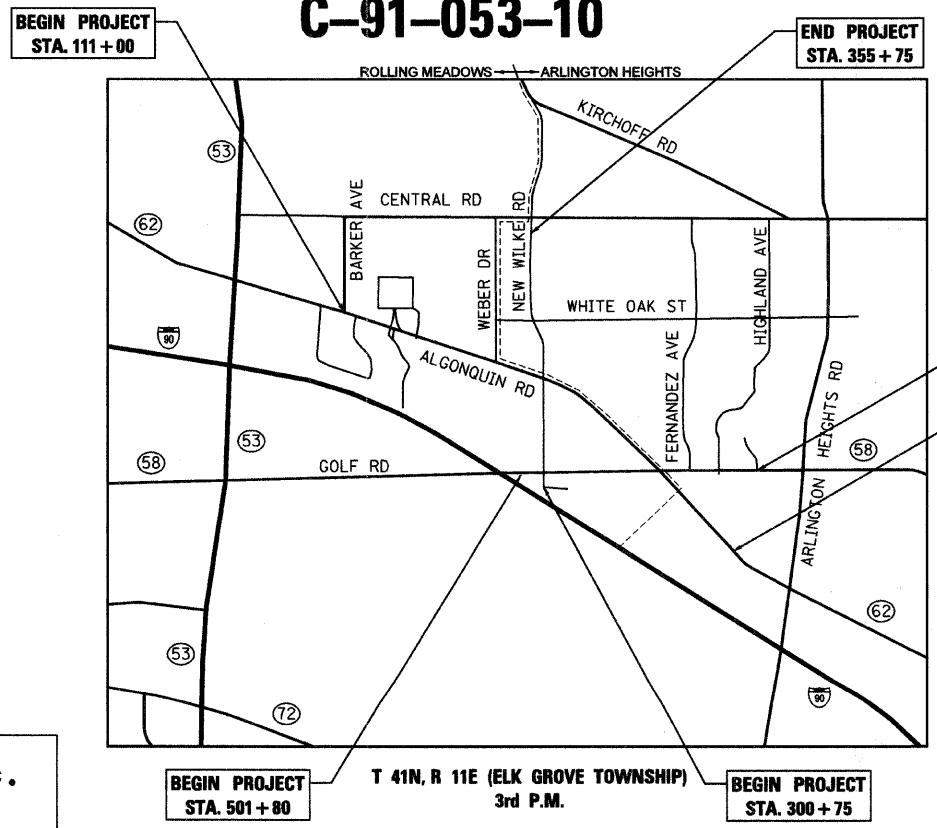 C–91–053–10
BEGIN PROJECT
STA. 111 + 00
END PROJECT
STA. 355 + 75
ROLLING MEADOWS
ARLINGTON HEIGHTS
KIRCHOFF RD
53
BARKER AVE
CENTRAL RD
62
WEBER DR
NEW WILKE RD
HIGHLAND AVE
WHITE OAK ST
90
ALGONQUIN RD
FERNANDEZ AVE
ARLINGTON HEIGHTS RD
53
58
58
GOLF RD
62
53
72
90
BEGIN PROJECT
STA. 501 + 80
T 41N, R 11E (ELK GROVE TOWNSHIP)
3rd P.M.
BEGIN PROJECT
STA. 300 + 75